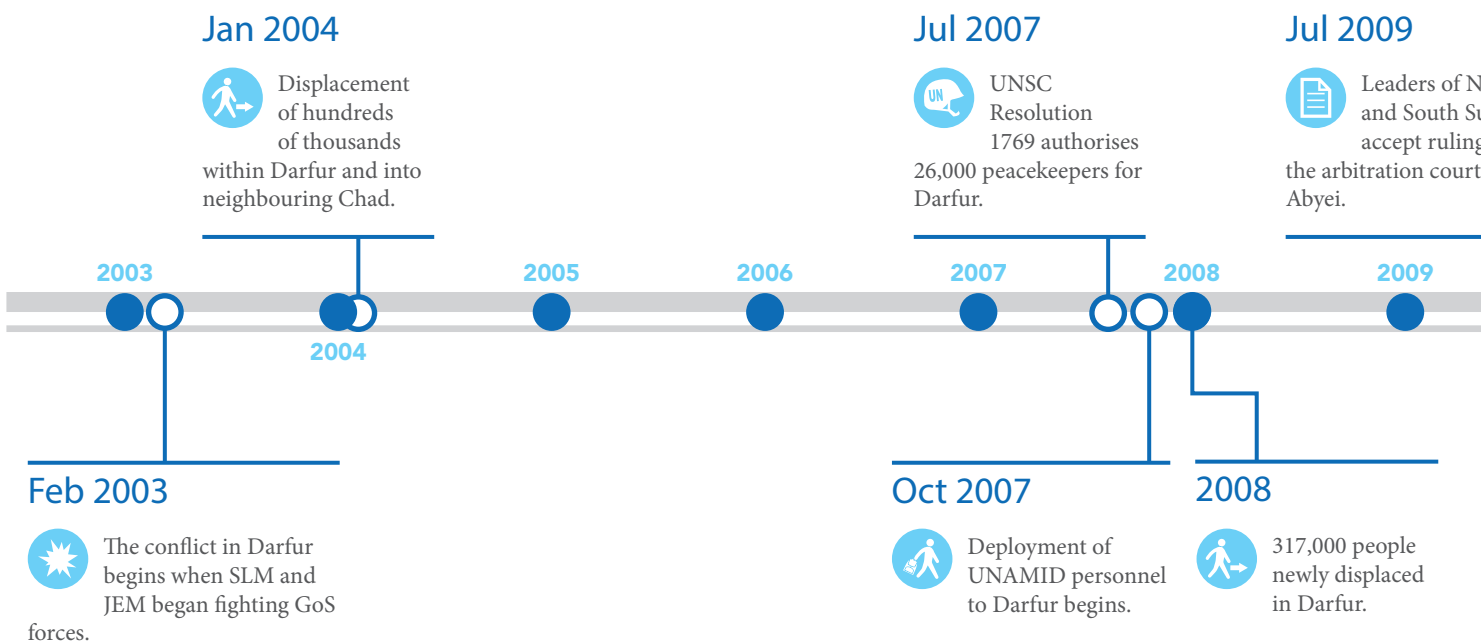 Jan 2004
Displacement
of hundreds
of thousands
within Darfur and into
neighbouring Chad.
Jul 2007
UN
UNSC
Resolution
1769 authorises
26,000 peacekeepers for
Darfur.
Jul 2009
Leaders of N
and South Su
accept ruling
the arbitration court
Abyei.
2003
2004
2005
2006
2007
2008
2009
Feb 2003
The conflict in Darfur
begins when SLM and
JEM began fighting GoS
forces.
Oct 2007
Deployment of
UNAMID personnel
to Darfur begins.
2008
317,000 people
newly displaced
in Darfur.